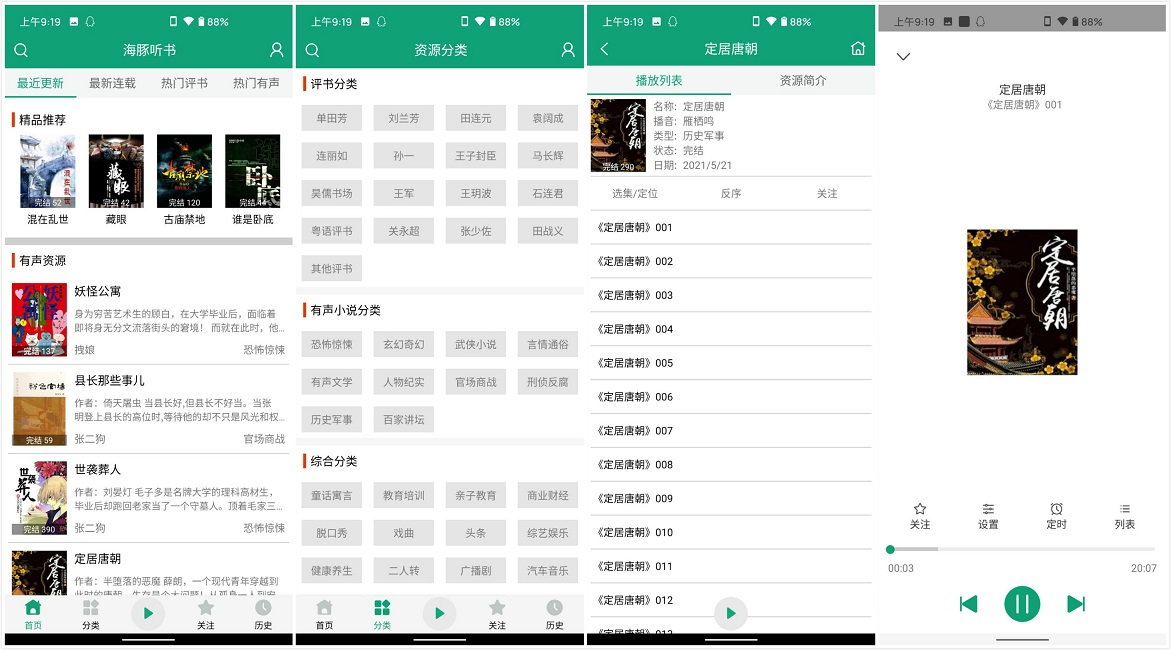 上午9:19
88%
海豚听书
最近更新
最新连载
热门评书
热门有声
精品推荐
完结 52
完结 42
完结 120
混在乱世
藏眼
古庙禁地
谁是卧底
有声资源
妖怪公寓
身为穷苦艺术生的顾白，在大学毕业后，面临着
即将身无分文流落街头的窘境！ 而就在此时，他...
拽娘
恐怖惊悚
完结 137
县长那些事儿
作者：倚天屠虫 当县长好,但县长不好当。当张
明登上县长的高位时,等待他的却不只是风光和权...
张二狗
官场商战
完结 59
世袭葬人
作者：刘晏灯 毛子多是名牌大学的理科高材生，
毕业后却跑回老家当了一个守墓人。顶着毛家三...
张二狗
恐怖惊悚
完结 390
定居唐朝
作者：半堕落的恶魔 薛朗，一个现代青年穿越到
首页
分类
关注
历史
上午9:19
88%
资源分类
评书分类
单田芳
刘兰芳
田连元
袁阔成
连丽如
孙一
王子封臣
马长辉
吴儒书场
王军
王玥波
石连君
粤语评书
关永超
张少佐
田战义
其他评书
有声小说分类
恐怖惊悚
玄幻奇幻
武侠小说
言情通俗
有声文学
人物纪实
官场商战
刑侦反腐
历史军事
百家讲坛
综合分类
童话寓言
教育培训
亲子教育
商业财经
脱口秀
戏曲
头条
综艺娱乐
健康养生
二人转
广播剧
汽车音乐
首页
分类
关注
历史
上午9:19
88%
定居唐朝
播放列表
资源简介
定居唐朝
完结 290
名称：定居唐朝
播音：雁栖鸣
类型：历史军事
状态：完结
日期：2021/5/21
选集/定位
反序
关注
《定居唐朝》001
《定居唐朝》002
《定居唐朝》003
《定居唐朝》004
《定居唐朝》005
《定居唐朝》006
《定居唐朝》007
《定居唐朝》008
《定居唐朝》009
《定居唐朝》010
《定居唐朝》011
《定居唐朝》012
《定居唐朝》013
上午9:19
88%
定居唐朝
《定居唐朝》001
定居唐朝
关注
设置
定时
列表
00:03
20:07